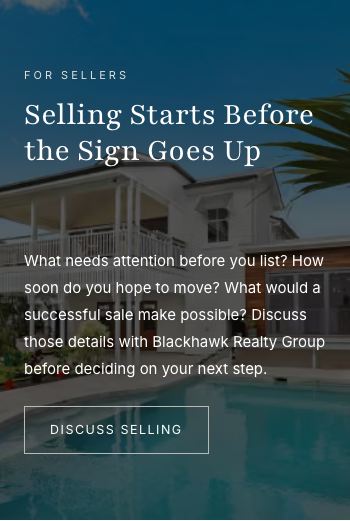 FOR SELLERS
Selling Starts Before
the Sign Goes Up
What needs attention before you list? How
soon do you hope to move? What would a
successful sale make possible? Discuss
those details with Blackhawk Realty Group
before deciding on your next step.
DISCUSS SELLING